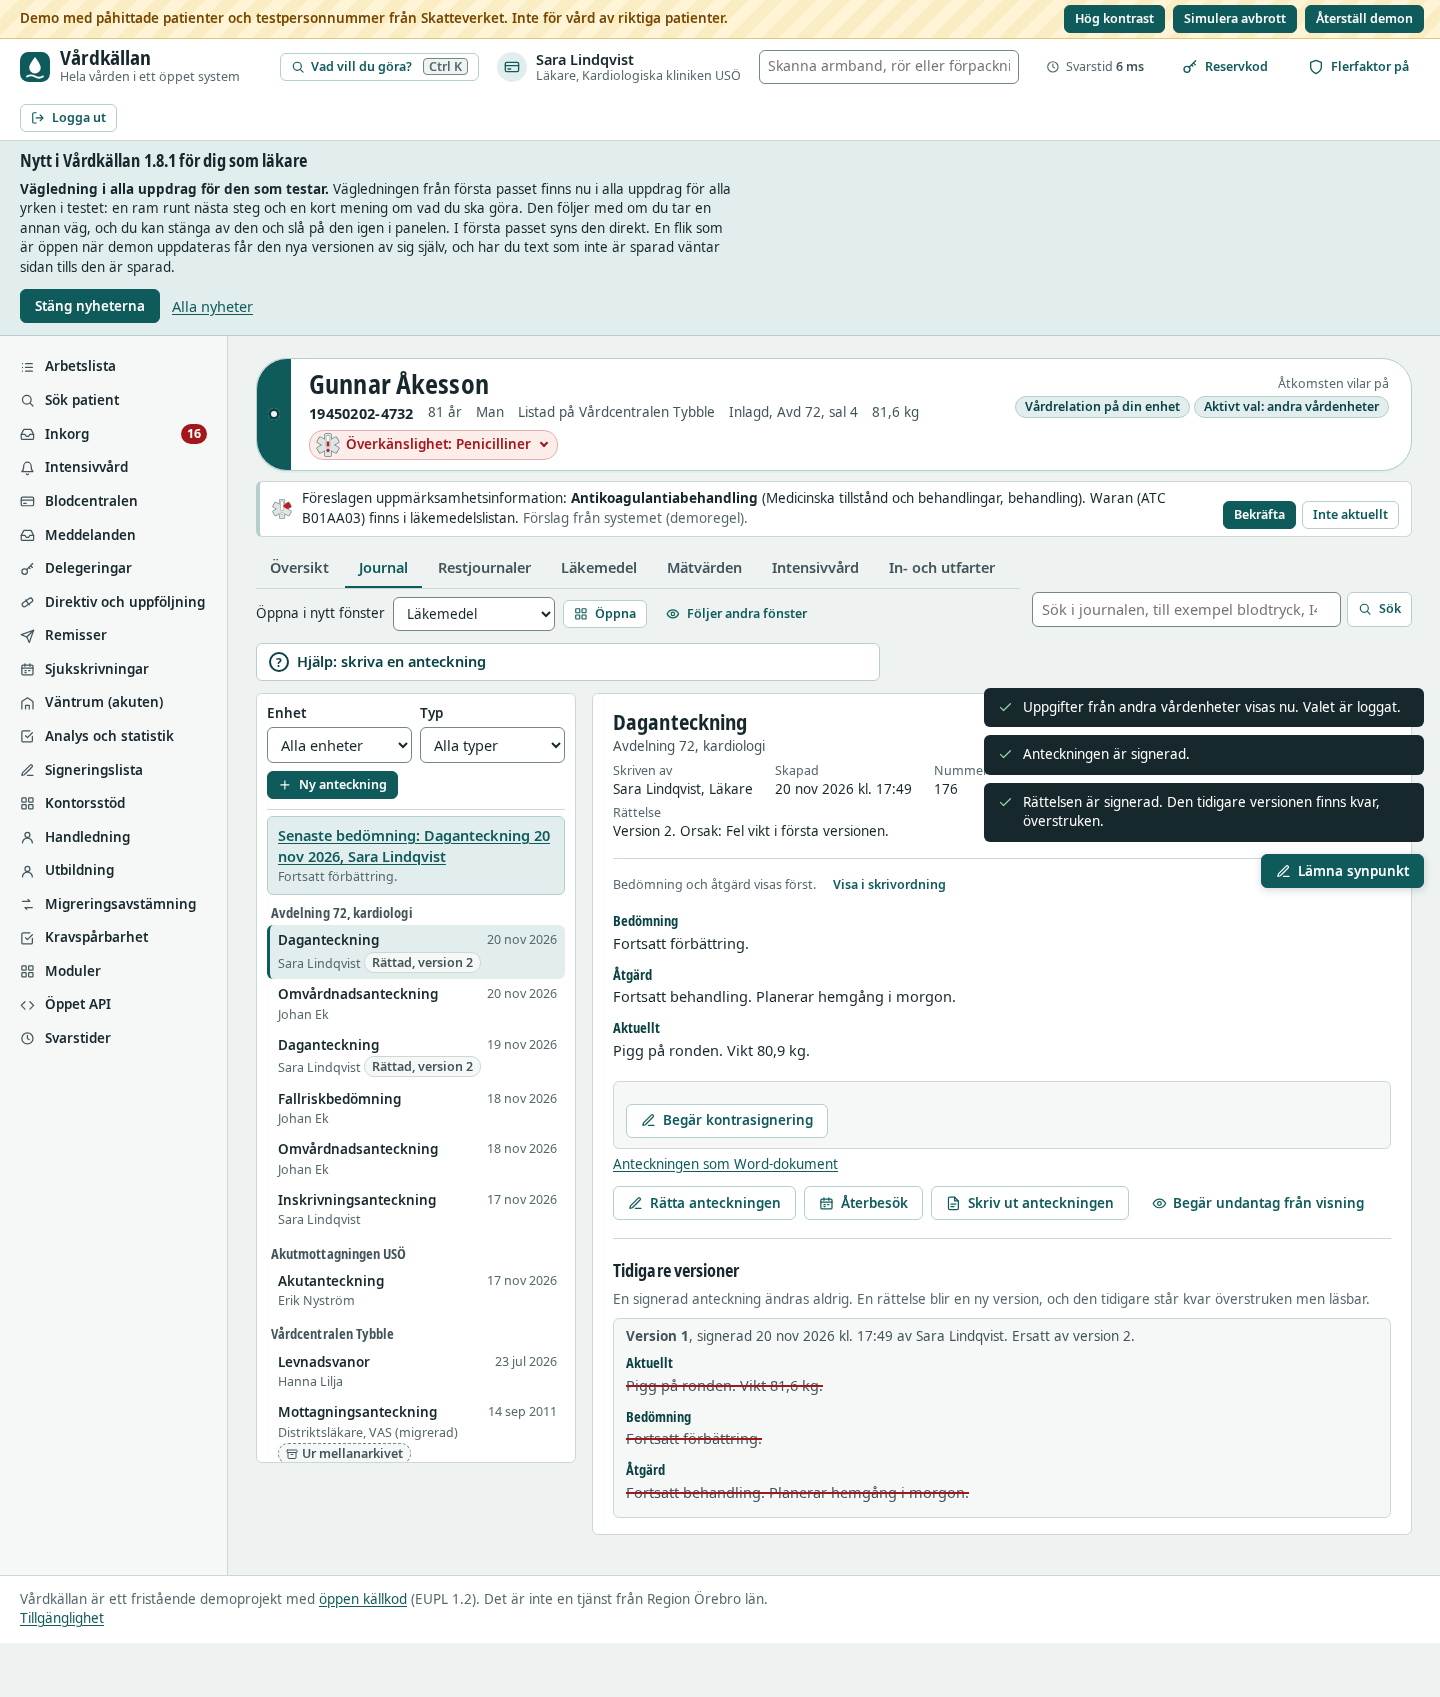 Demo med påhittade patienter och testpersonnummer från Skatteverket. Inte för vård av riktiga patienter.
Hög kontrast
Simulera avbrott
Återställ demon
Vårdkällan
Hela vården i ett öppet system
Vad vill du göra? Ctrl K
Sara Lindqvist
Läkare, Kardiologiska kliniken USÖ
Skanna armband, rör eller förpackni
Svarstid 6 ms
Reservkod
Flerfaktor på
Logga ut
Nytt i Vårdkällan 1.8.1 för dig som läkare
Vägledning i alla uppdrag för den som testar. Vägledningen från första passet finns nu i alla uppdrag för alla
yrken i testet: en ram runt nästa steg och en kort mening om vad du ska göra. Den följer med om du tar en
annan väg, och du kan stänga av den och slå på den igen i panelen. I första passet syns den direkt. En flik som
är öppen när demon uppdateras får den nya versionen av sig själv, och har du text som inte är sparad väntar
sidan tills den är sparad.
Stäng nyheterna
Alla nyheter
Arbetslista
Sök patient
Inkorg 16
Intensivvård
Blodcentralen
Meddelanden
Delegeringar
Direktiv och uppföljning
Remisser
Sjukskrivningar
Väntrum (akuten)
Analys och statistik
Signeringslista
Kontorsstöd
Handledning
Utbildning
Migreringsavstämning
Kravspårbarhet
Moduler
Öppet API
Svarstider
Gunnar Åkesson
19450202-4732 81 år Man Listad på Vårdcentralen Tybble Inlagd, Avd 72, sal 4 81,6 kg
Överkänslighet: Penicilliner
Åtkomsten vilar på
Vårdrelation på din enhet
Aktivt val: andra vårdenheter
Föreslagen uppmärksamhetsinformation: Antikoagulantiabehandling (Medicinska tillstånd och behandlingar, behandling). Waran (ATC
B01AA03) finns i läkemedelslistan. Förslag från systemet (demoregel).
Bekräfta
Inte aktuellt
Översikt
Journal
Restjournaler
Läkemedel
Mätvärden
Intensivvård
In- och utfarter
Öppna i nytt fönster
Läkemedel
Öppna
Följer andra fönster
Sök i journalen, till exempel blodtryck, I4
Sök
? Hjälp: skriva en anteckning
Enhet
Typ
Alla enheter
Alla typer
Ny anteckning
Senaste bedömning: Daganteckning 20
nov 2026, Sara Lindqvist
Fortsatt förbättring.
Avdelning 72, kardiologi
Daganteckning 20 nov 2026
Sara Lindqvist Rättad, version 2
Omvårdnadsanteckning 20 nov 2026
Johan Ek
Daganteckning 19 nov 2026
Sara Lindqvist Rättad, version 2
Fallriskbedömning 18 nov 2026
Johan Ek
Omvårdnadsanteckning 18 nov 2026
Johan Ek
Inskrivningsanteckning 17 nov 2026
Sara Lindqvist
Akutmottagningen USÖ
Akutanteckning 17 nov 2026
Erik Nyström
Vårdcentralen Tybble
Levnadsvanor 23 jul 2026
Hanna Lilja
Mottagningsanteckning 14 sep 2011
Distriktsläkare, VAS (migrerad)
Ur mellanarkivet
Daganteckning
Avdelning 72, kardiologi
Skriven av
Sara Lindqvist, Läkare
Skapad
20 nov 2026 kl. 17:49
Nummer
176
Rättelse
Version 2. Orsak: Fel vikt i första versionen.
Uppgifter från andra vårdenheter visas nu. Valet är loggat.
Anteckningen är signerad.
Rättelsen är signerad. Den tidigare versionen finns kvar,
överstruken.
Lämna synpunkt
Bedömning och åtgärd visas först. Visa i skrivordning
Bedömning
Fortsatt förbättring.
Åtgärd
Fortsatt behandling. Planerar hemgång i morgon.
Aktuellt
Pigg på ronden. Vikt 80,9 kg.
Begär kontrasignering
Anteckningen som Word-dokument
Rätta anteckningen
Återbesök
Skriv ut anteckningen
Begär undantag från visning
Tidigare versioner
En signerad anteckning ändras aldrig. En rättelse blir en ny version, och den tidigare står kvar överstruken men läsbar.
Version 1, signerad 20 nov 2026 kl. 17:49 av Sara Lindqvist. Ersatt av version 2.
Aktuellt
Pigg på ronden. Vikt 81,6 kg.
Bedömning
Fortsatt förbättring.
Åtgärd
Fortsatt behandling. Planerar hemgång i morgon.
Vårdkällan är ett fristående demoprojekt med öppen källkod (EUPL 1.2). Det är inte en tjänst från Region Örebro län.
Tillgänglighet